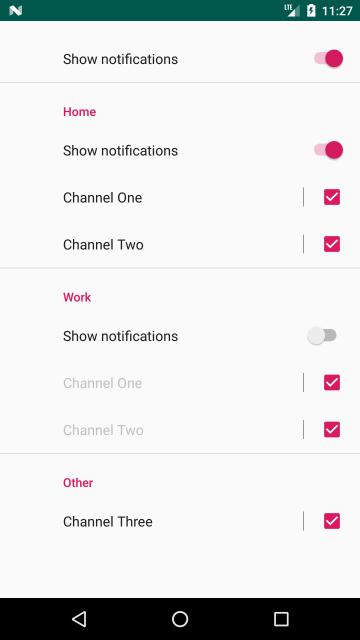 LTE 11:27
Show notifications
Home
Show notifications
Channel One
Channel Two
Work
Show notifications
Channel One
Channel Two
Other
Channel Three